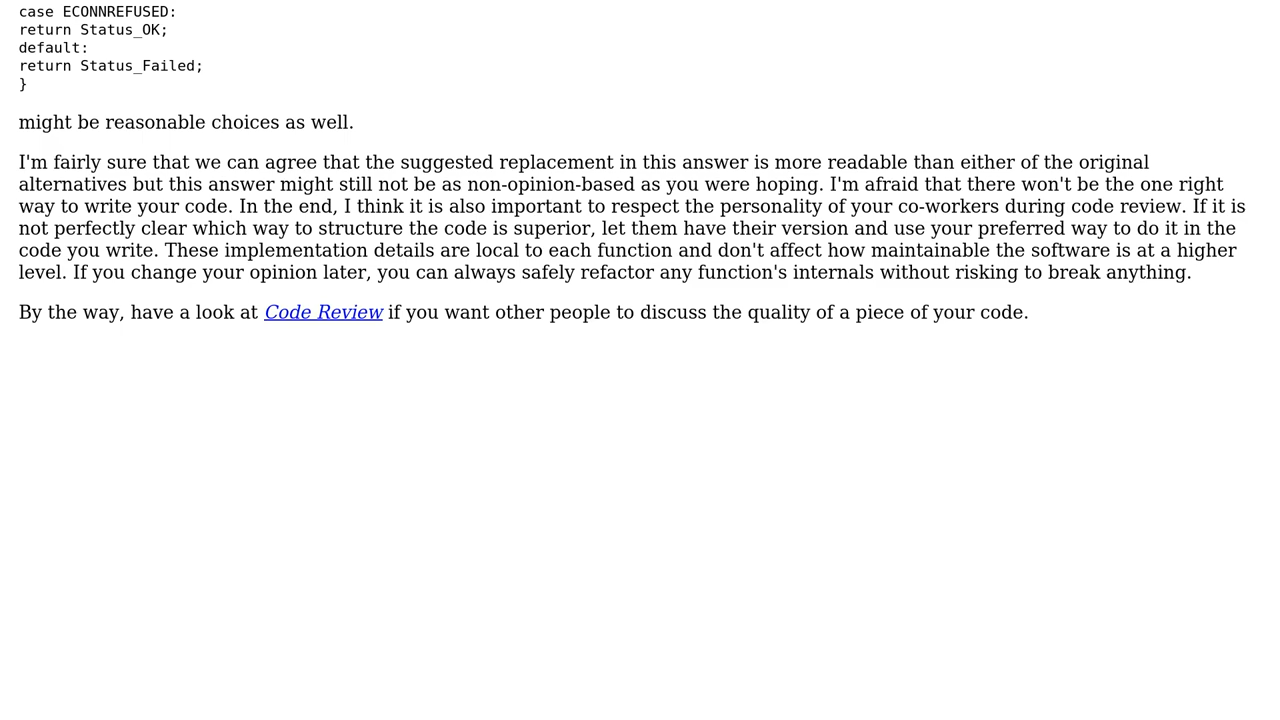 case ECONNREFUSED:
return Status_OK;
default:
return Status_Failed;
}
might be reasonable choices as well.
I'm fairly sure that we can agree that the suggested replacement in this answer is more readable than either of the original
alternatives but this answer might still not be as non-opinion-based as you were hoping. I'm afraid that there won't be the one right
way to write your code. In the end, I think it is also important to respect the personality of your co-workers during code review. If it is
not perfectly clear which way to structure the code is superior, let them have their version and use your preferred way to do it in the
code you write. These implementation details are local to each function and don't affect how maintainable the software is at a higher
level. If you change your opinion later, you can always safely refactor any function's internals without risking to break anything.
By the way, have a look at Code Review if you want other people to discuss the quality of a piece of your code.